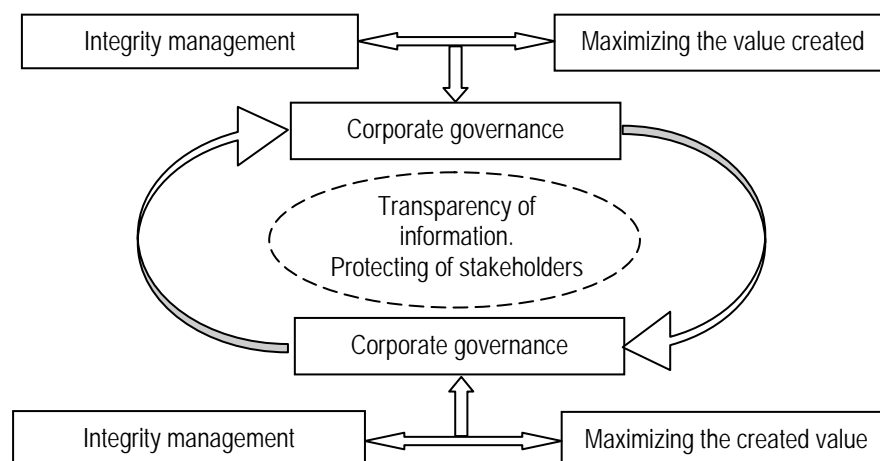 Integrity management
Maximizing the value created
Corporate governance
Transparency of
information.
Protecting of stakeholders
Corporate governance
Integrity management
Maximizing the created value